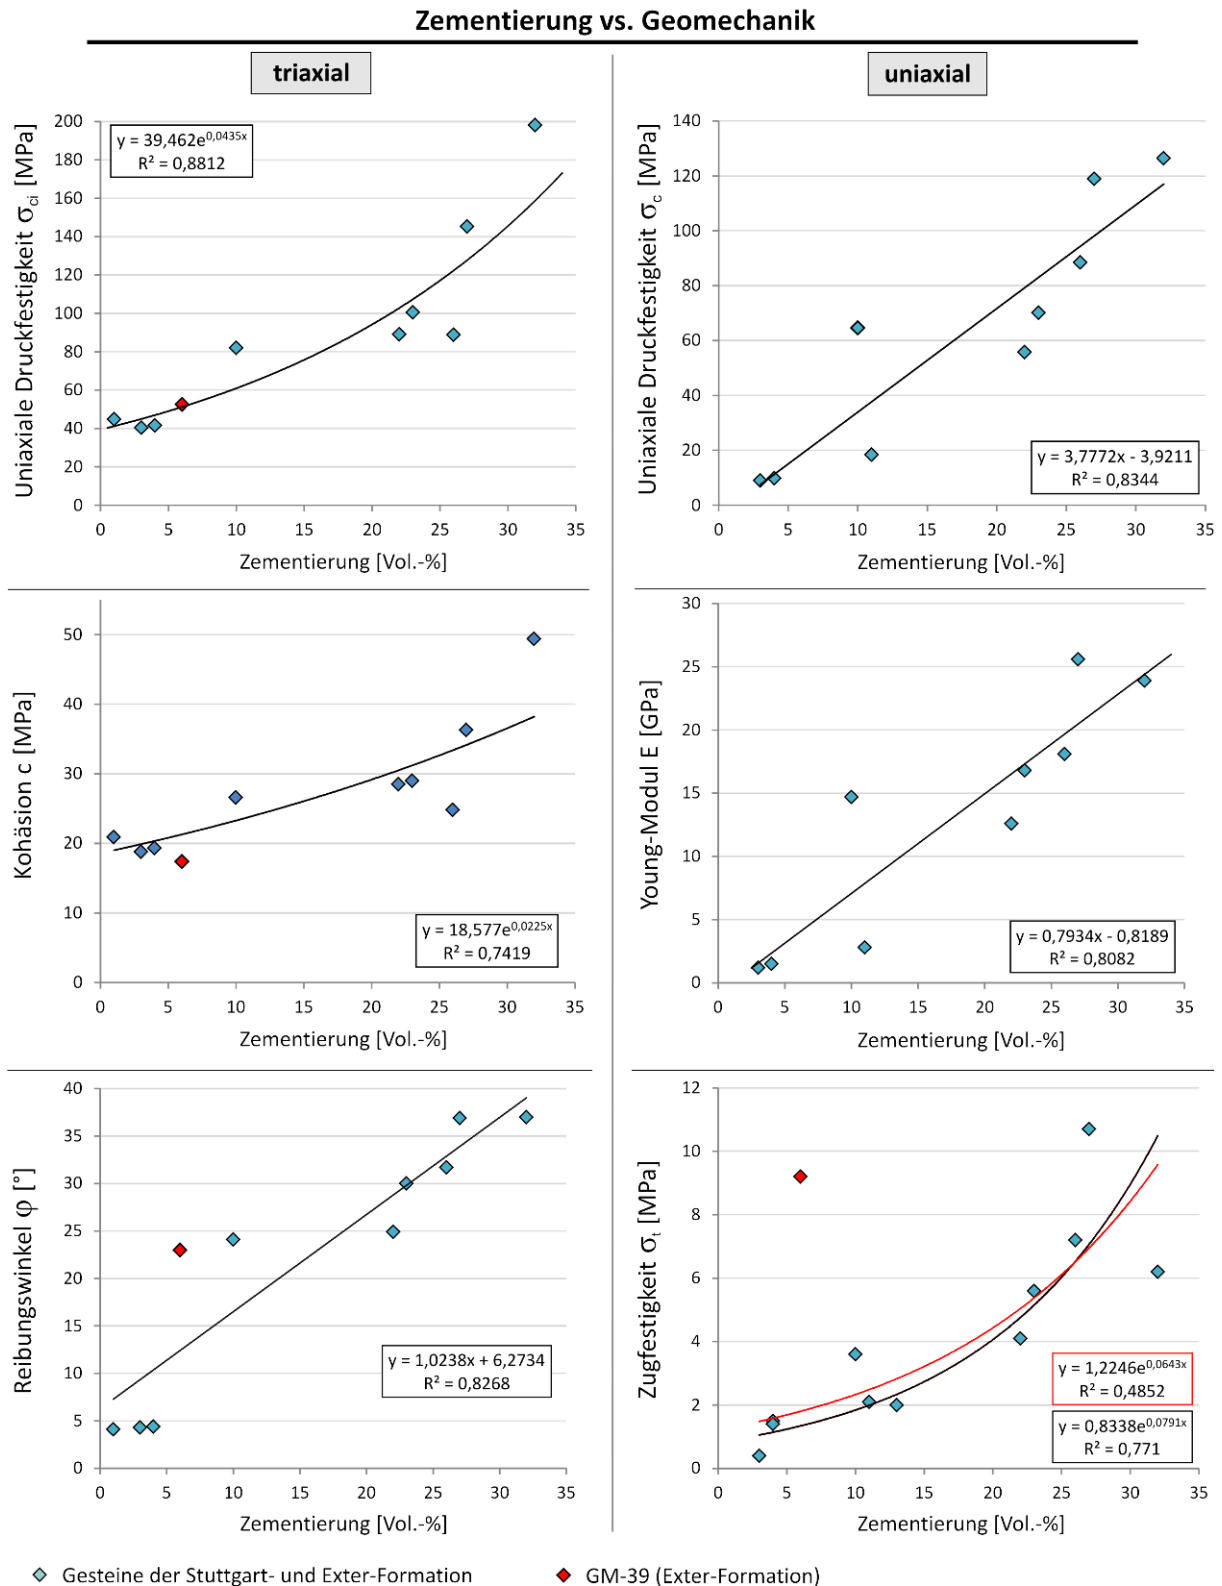 Zementierung vs. Geomechanik
triaxial
uniaxial
Uniaxiale Druckfestigkeit σci [MPa]
200
180
160
140
120
100
80
60
40
20
0
y = 39,462e^0,0435x
R² = 0,8812
0 5 10 15 20 25 30 35
Zementierung [Vol.-%]
Uniaxiale Druckfestigkeit σc [MPa]
140
120
100
80
60
40
20
0
y = 3,7772x - 3,9211
R² = 0,8344
0 5 10 15 20 25 30 35
Zementierung [Vol.-%]
Kohäsion c [MPa]
50
40
30
20
10
0
y = 18,577e^0,0225x
R² = 0,7419
0 5 10 15 20 25 30 35
Zementierung [Vol.-%]
Young-Modul E [GPa]
30
25
20
15
10
5
0
y = 0,7934x - 0,8189
R² = 0,8082
0 5 10 15 20 25 30 35
Zementierung [Vol.-%]
Reibungswinkel φ [°]
40
35
30
25
20
15
10
5
0
y = 1,0238x + 6,2734
R² = 0,8268
0 5 10 15 20 25 30 35
Zementierung [Vol.-%]
Zugfestigkeit σt [MPa]
12
10
8
6
4
2
0
y = 1,2246e^0,0643x
R² = 0,4852
y = 0,8338e^0,0791x
R² = 0,771
0 5 10 15 20 25 30 35
Zementierung [Vol.-%]
Gesteine der Stuttgart- und Exter-Formation
GM-39 (Exter-Formation)